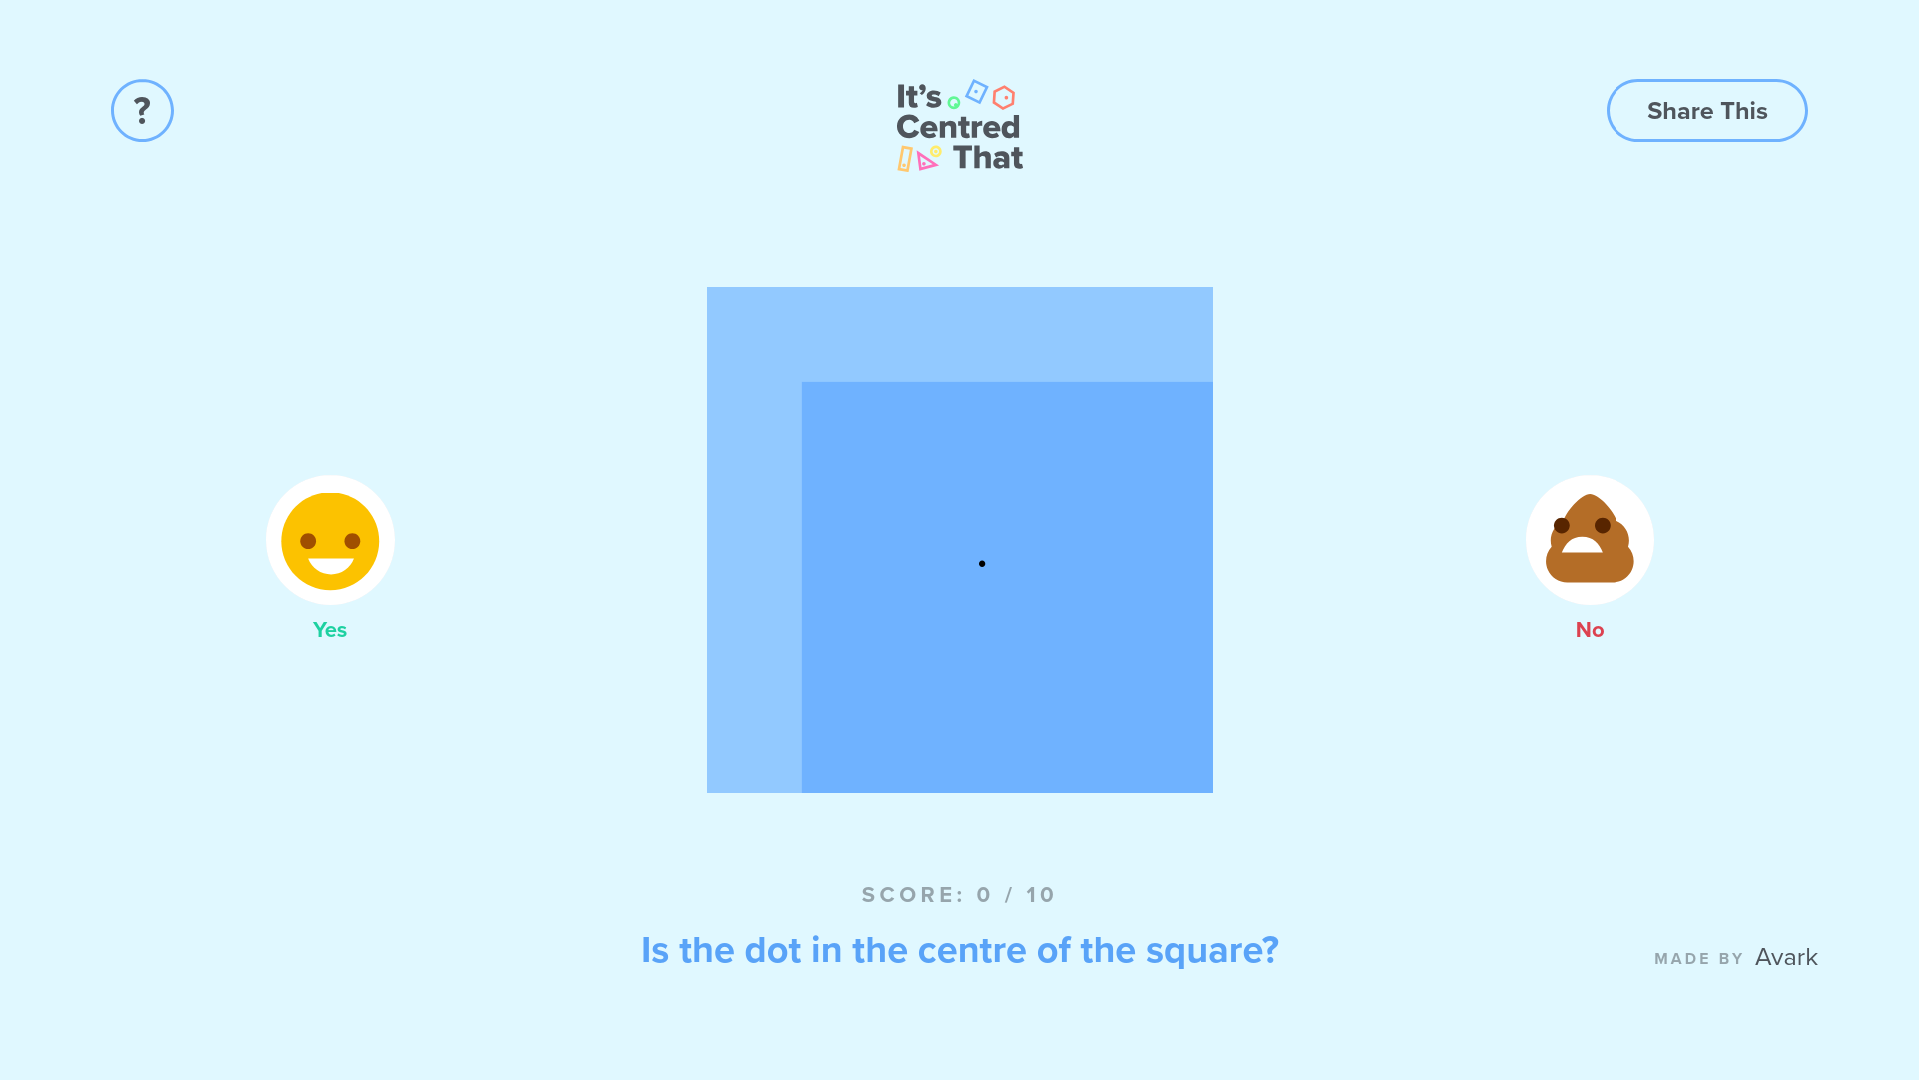 ?
It's
Centred
That
Share This
Yes
No
SCORE: 0 / 10
Is the dot in the centre of the square?
MADE BY Avark